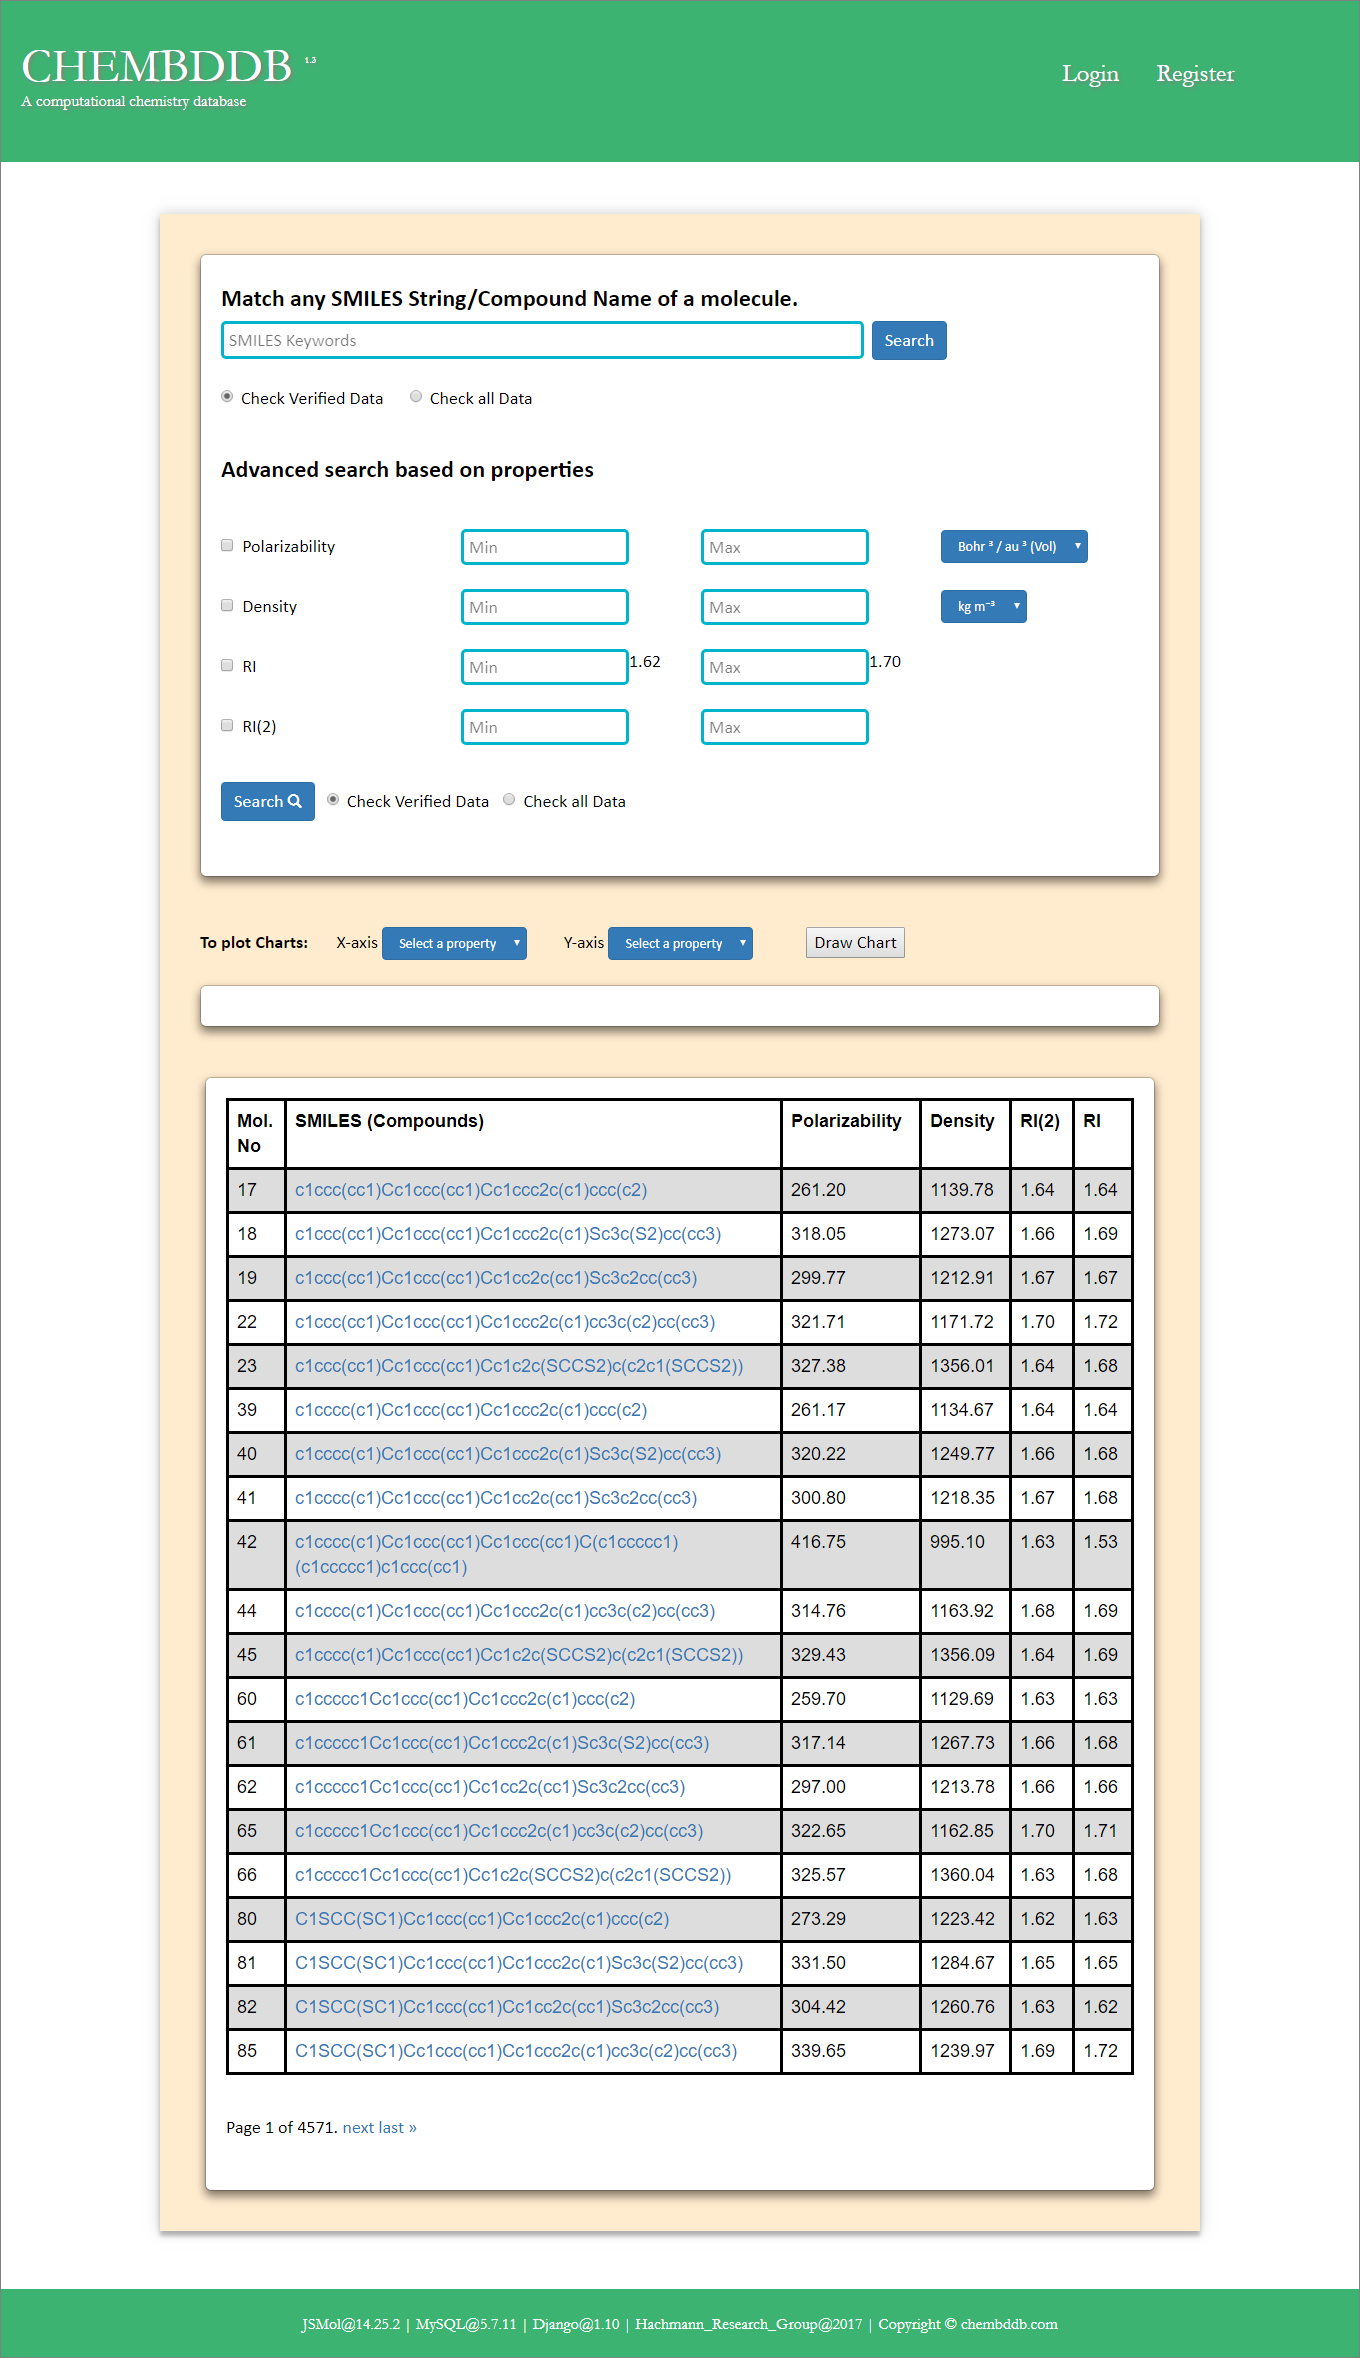 CHEMBDDB 1.3
A computational chemistry database
Login Register
Match any SMILES String/Compound Name of a molecule.
SMILES Keywords Search
Check Verified Data Check all Data
Advanced search based on properties
Polarizability Min Max Bohr ³ / au ³ (Vol)
Density Min Max kg m⁻³
RI Min 1.62 Max 1.70
RI(2) Min Max
Search Check Verified Data Check all Data
To plot Charts: X-axis Select a property Y-axis Select a property Draw Chart
Mol. No SMILES (Compounds) Polarizability Density RI(2) RI
17 c1ccc(cc1)Cc1ccc(cc1)Cc1ccc2c(c1)ccc(c2) 261.20 1139.78 1.64 1.64
18 c1ccc(cc1)Cc1ccc(cc1)Cc1ccc2c(c1)Sc3c(S2)cc(cc3) 318.05 1273.07 1.66 1.69
19 c1ccc(cc1)Cc1ccc(cc1)Cc1cc2c(cc1)Sc3c2cc(cc3) 299.77 1212.91 1.67 1.67
22 c1ccc(cc1)Cc1ccc(cc1)Cc1ccc2c(c1)cc3c(c2)cc(cc3) 321.71 1171.72 1.70 1.72
23 c1ccc(cc1)Cc1ccc(cc1)Cc1c2c(SCCS2)c(c2c1(SCCS2)) 327.38 1356.01 1.64 1.68
39 c1cccc(c1)Cc1ccc(cc1)Cc1ccc2c(c1)ccc(c2) 261.17 1134.67 1.64 1.64
40 c1cccc(c1)Cc1ccc(cc1)Cc1ccc2c(c1)Sc3c(S2)cc(cc3) 320.22 1249.77 1.66 1.68
41 c1cccc(c1)Cc1ccc(cc1)Cc1cc2c(cc1)Sc3c2cc(cc3) 300.80 1218.35 1.67 1.68
42 c1cccc(c1)Cc1ccc(cc1)Cc1ccc(cc1)C(c1ccccc1) 416.75 995.10 1.63 1.53
(c1ccccc1)c1ccc(cc1)
44 c1cccc(c1)Cc1ccc(cc1)Cc1ccc2c(c1)cc3c(c2)cc(cc3) 314.76 1163.92 1.68 1.69
45 c1cccc(c1)Cc1ccc(cc1)Cc1c2c(SCCS2)c(c2c1(SCCS2)) 329.43 1356.09 1.64 1.69
60 c1ccccc1Cc1ccc(cc1)Cc1ccc2c(c1)ccc(c2) 259.70 1129.69 1.63 1.63
61 c1ccccc1Cc1ccc(cc1)Cc1ccc2c(c1)Sc3c(S2)cc(cc3) 317.14 1267.73 1.66 1.68
62 c1ccccc1Cc1ccc(cc1)Cc1cc2c(cc1)Sc3c2cc(cc3) 297.00 1213.78 1.66 1.66
65 c1ccccc1Cc1ccc(cc1)Cc1ccc2c(c1)cc3c(c2)cc(cc3) 322.65 1162.85 1.70 1.71
66 c1ccccc1Cc1ccc(cc1)Cc1c2c(SCCS2)c(c2c1(SCCS2)) 325.57 1360.04 1.63 1.68
80 C1SCC(SC1)Cc1ccc(cc1)Cc1ccc2c(c1)ccc(c2) 273.29 1223.42 1.62 1.63
81 C1SCC(SC1)Cc1ccc(cc1)Cc1ccc2c(c1)Sc3c(S2)cc(cc3) 331.50 1284.67 1.65 1.65
82 C1SCC(SC1)Cc1ccc(cc1)Cc1cc2c(cc1)Sc3c2cc(cc3) 304.42 1260.76 1.63 1.62
85 C1SCC(SC1)Cc1ccc(cc1)Cc1ccc2c(c1)cc3c(c2)cc(cc3) 339.65 1239.97 1.69 1.72
Page 1 of 4571. next last »
JSMol@14.25.2 | MySQL@5.7.11 | Django@1.10 | Hachmann_Research_Group@2017 | Copyright © chembddb.com